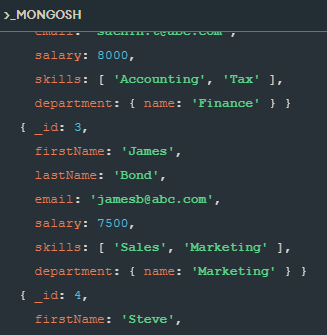 >_MONGOSH
email: 'sachin.t@abc.com',
salary: 8000,
skills: [ 'Accounting', 'Tax' ],
department: { name: 'Finance' } }
{ _id: 3,
firstName: 'James',
lastName: 'Bond',
email: 'jamesb@abc.com',
salary: 7500,
skills: [ 'Sales', 'Marketing' ],
department: { name: 'Marketing' } }
{ _id: 4,
firstName: 'Steve',